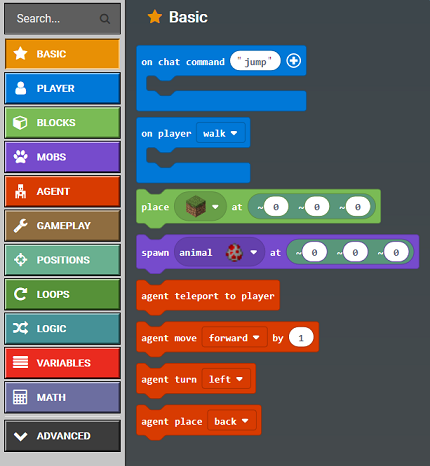 Search...
BASIC
PLAYER
BLOCKS
MOBS
AGENT
GAMEPLAY
POSITIONS
LOOPS
LOGIC
VARIABLES
MATH
ADVANCED
Basic
on chat command "jump"
on player walk
place at ~0 ~0 ~0
spawn animal at ~0 ~0 ~0
agent teleport to player
agent move forward by 1
agent turn left
agent place back